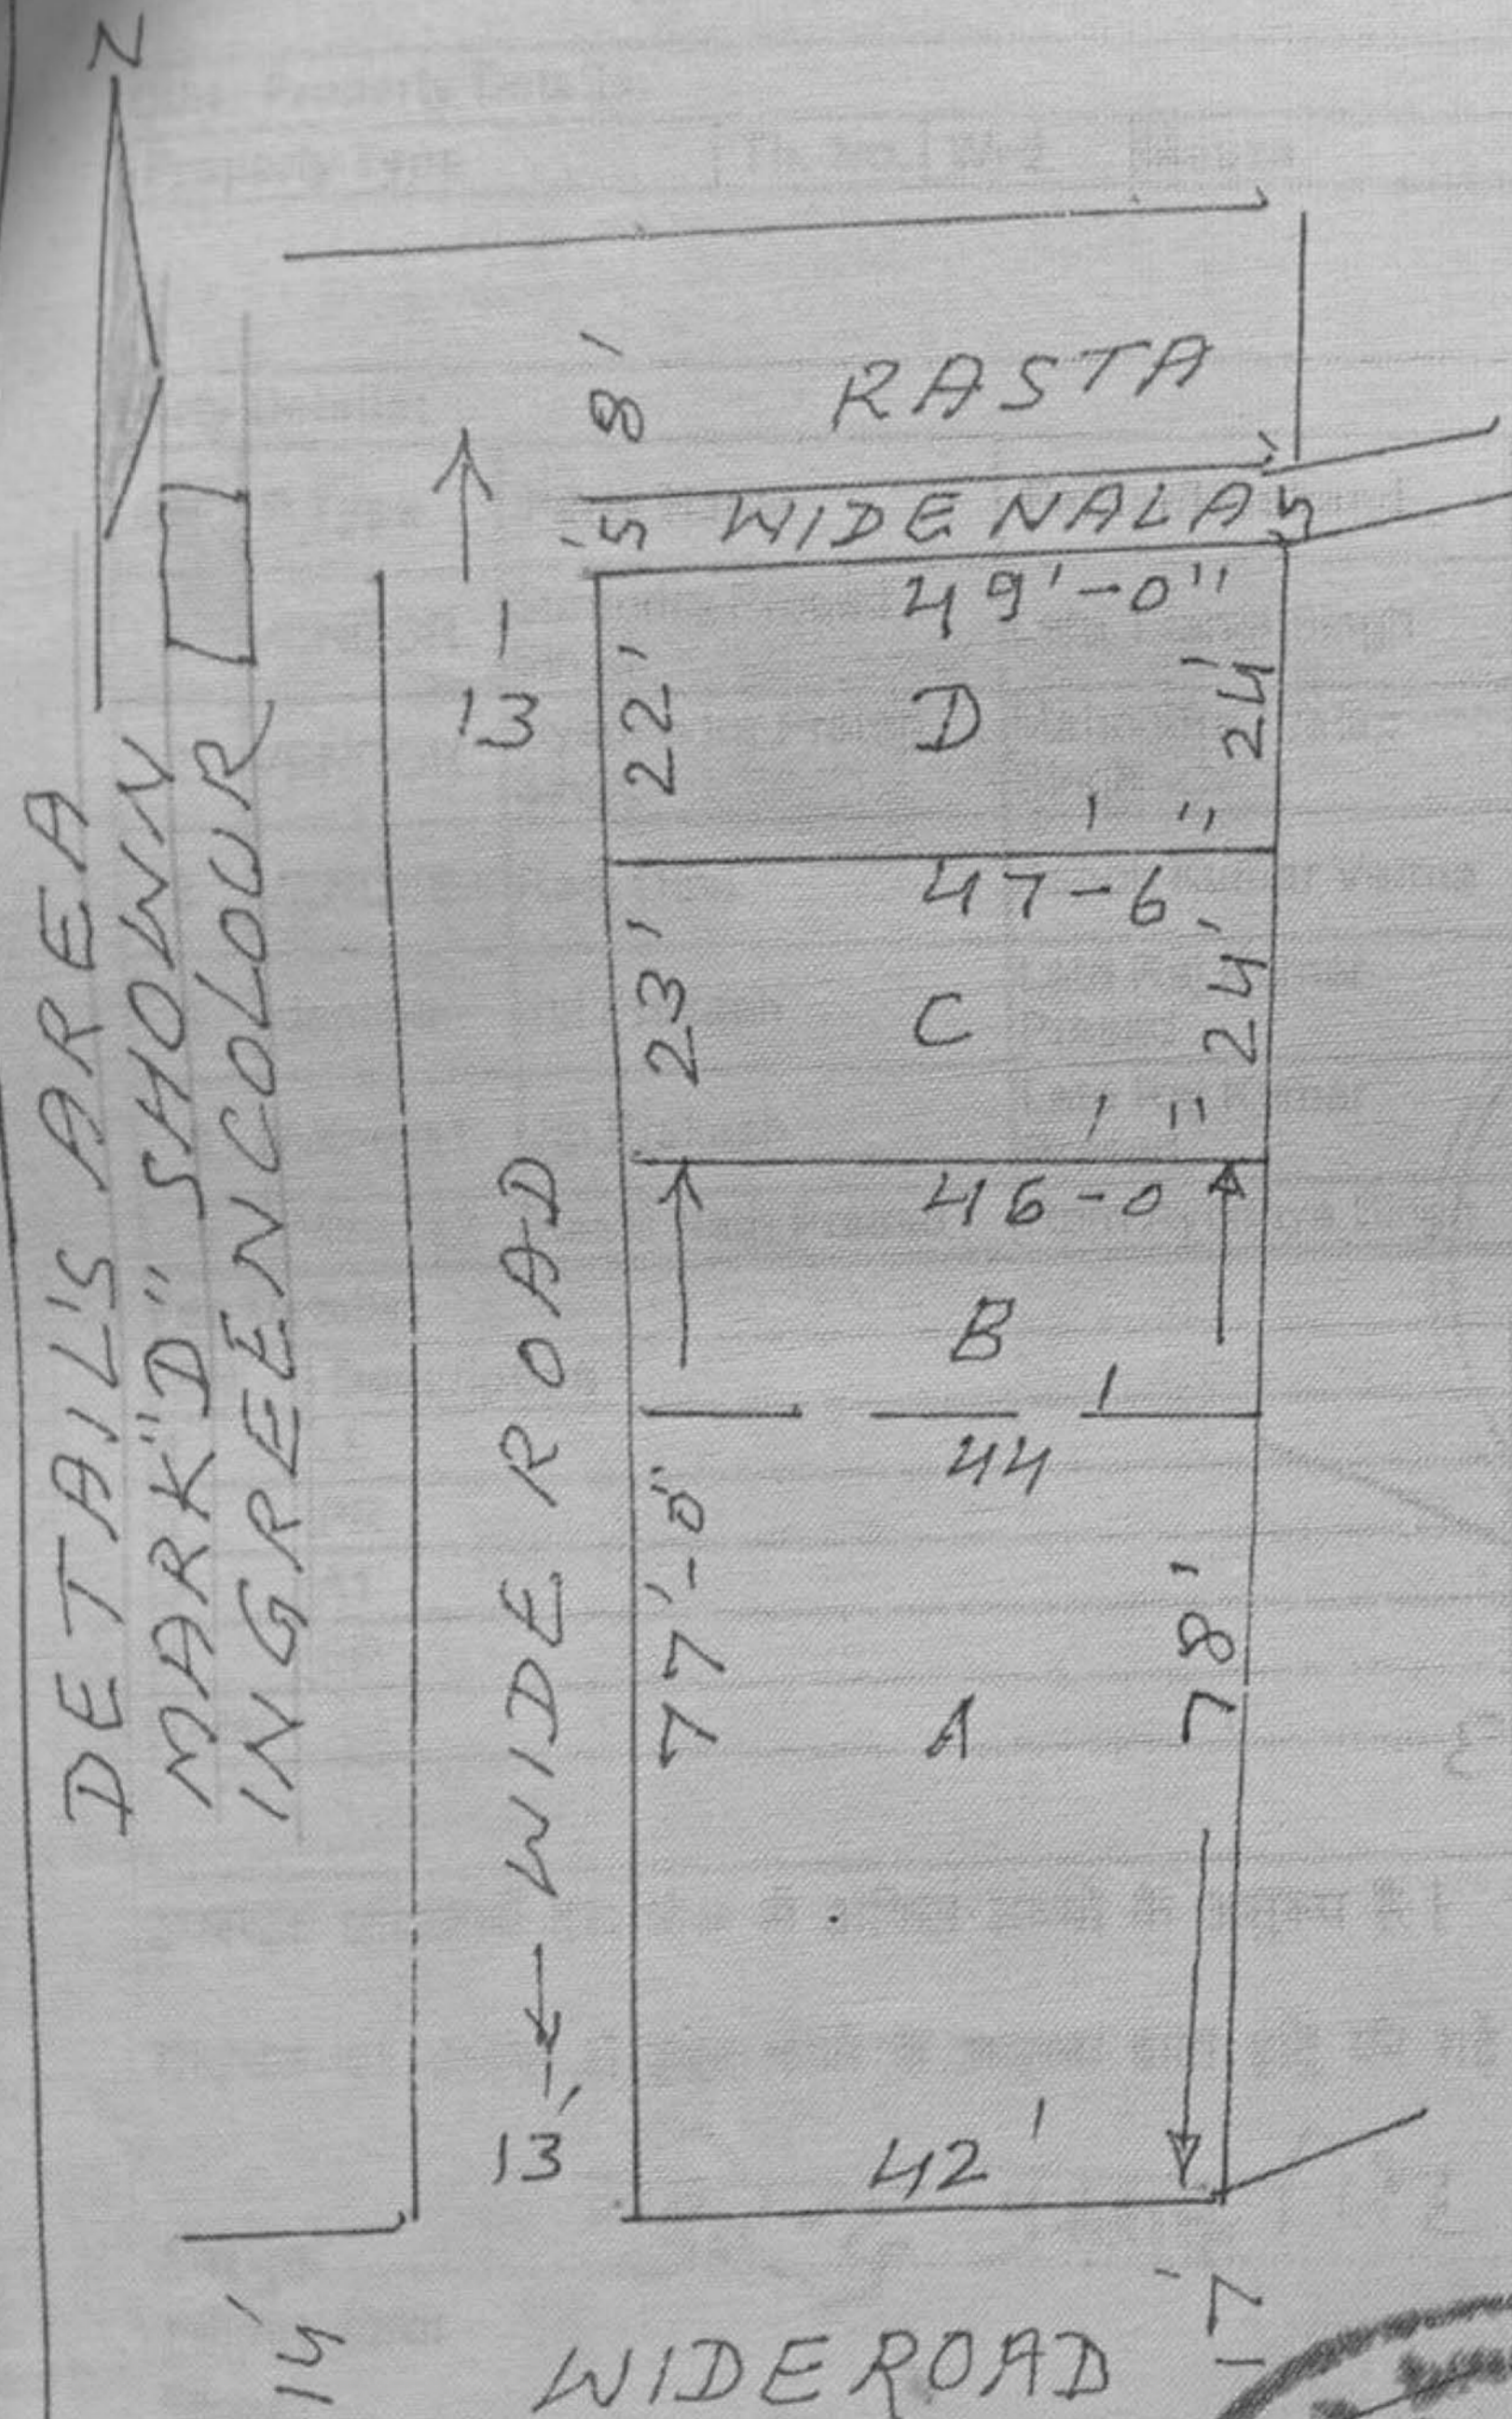 N
DETAIL'S AREA
MARK "D" SHOWN
IN GREEN COLOUR
8' RASTA
5' WIDE NALA 5'
49'-0"
13'
22' D 24'
47'-6"
23' C 24'
46'-0"
B
44'
WIDE ROAD
77'-0"
78'
A
13'
42'
14' WIDE ROAD 17'